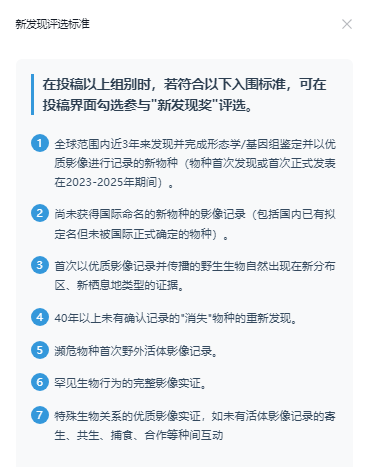 新发现评选标准
在投稿以上组别时，若符合以下入围标准，可在
投稿界面勾选参与"新发现奖"评选。
1 全球范围内近3年来发现并完成形态学/基因组鉴定并以优
质影像进行记录的新物种（物种首次发现或首次正式发表
在2023-2025年期间）。
2 尚未获得国际命名的新物种的影像记录（包括国内已有拟
定名但未被国际正式确定的物种）。
3 首次以优质影像记录并传播的野生生物自然出现在新分布
区、新栖息地类型的证据。
4 40年以上未有确认记录的"消失"物种的重新发现。
5 濒危物种首次野外活体影像记录。
6 罕见生物行为的完整影像实证。
7 特殊生物关系的优质影像实证，如未有活体影像记录的寄
生、共生、捕食、合作等种间互动